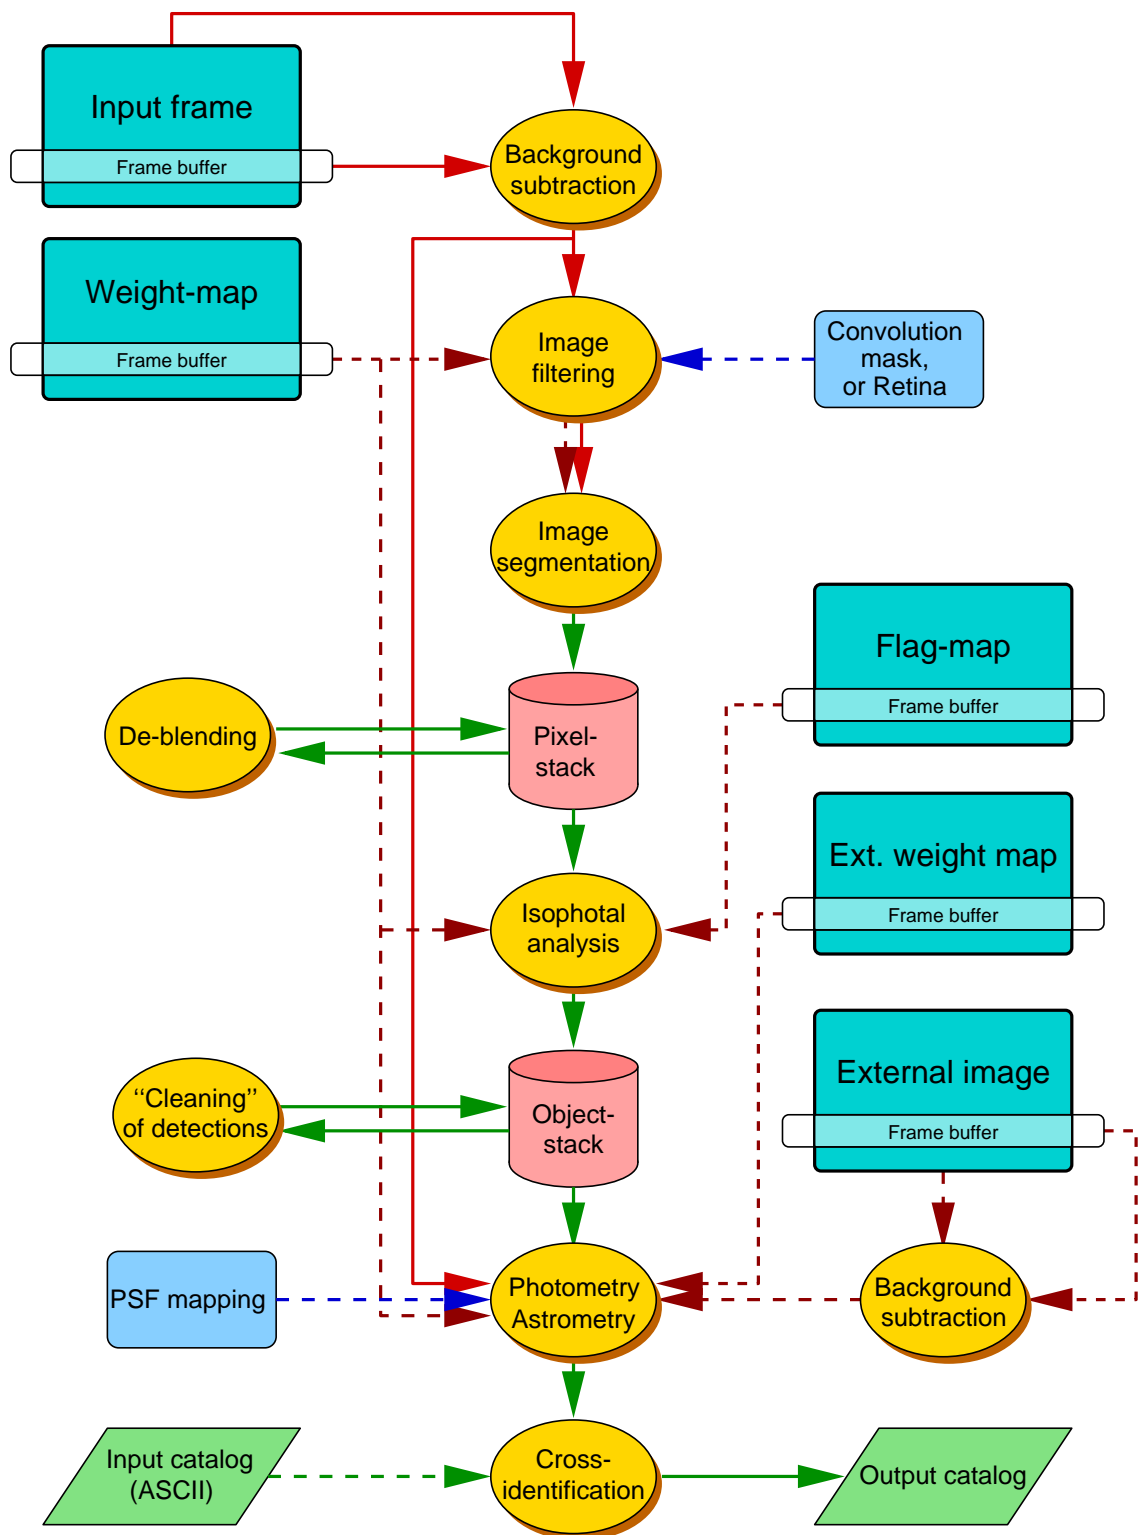 Input frame
Frame buffer
Background
subtraction
Weight-map
Frame buffer
Image
filtering
Convolution
mask,
or Retina
Image
segmentation
Flag-map
Frame buffer
De-blending
Pixel-
stack
Ext. weight map
Frame buffer
Isophotal
analysis
External image
Frame buffer
“Cleaning”
of detections
Object-
stack
PSF mapping
Photometry
Astrometry
Background
subtraction
Input catalog
(ASCII)
Cross-
identification
Output catalog